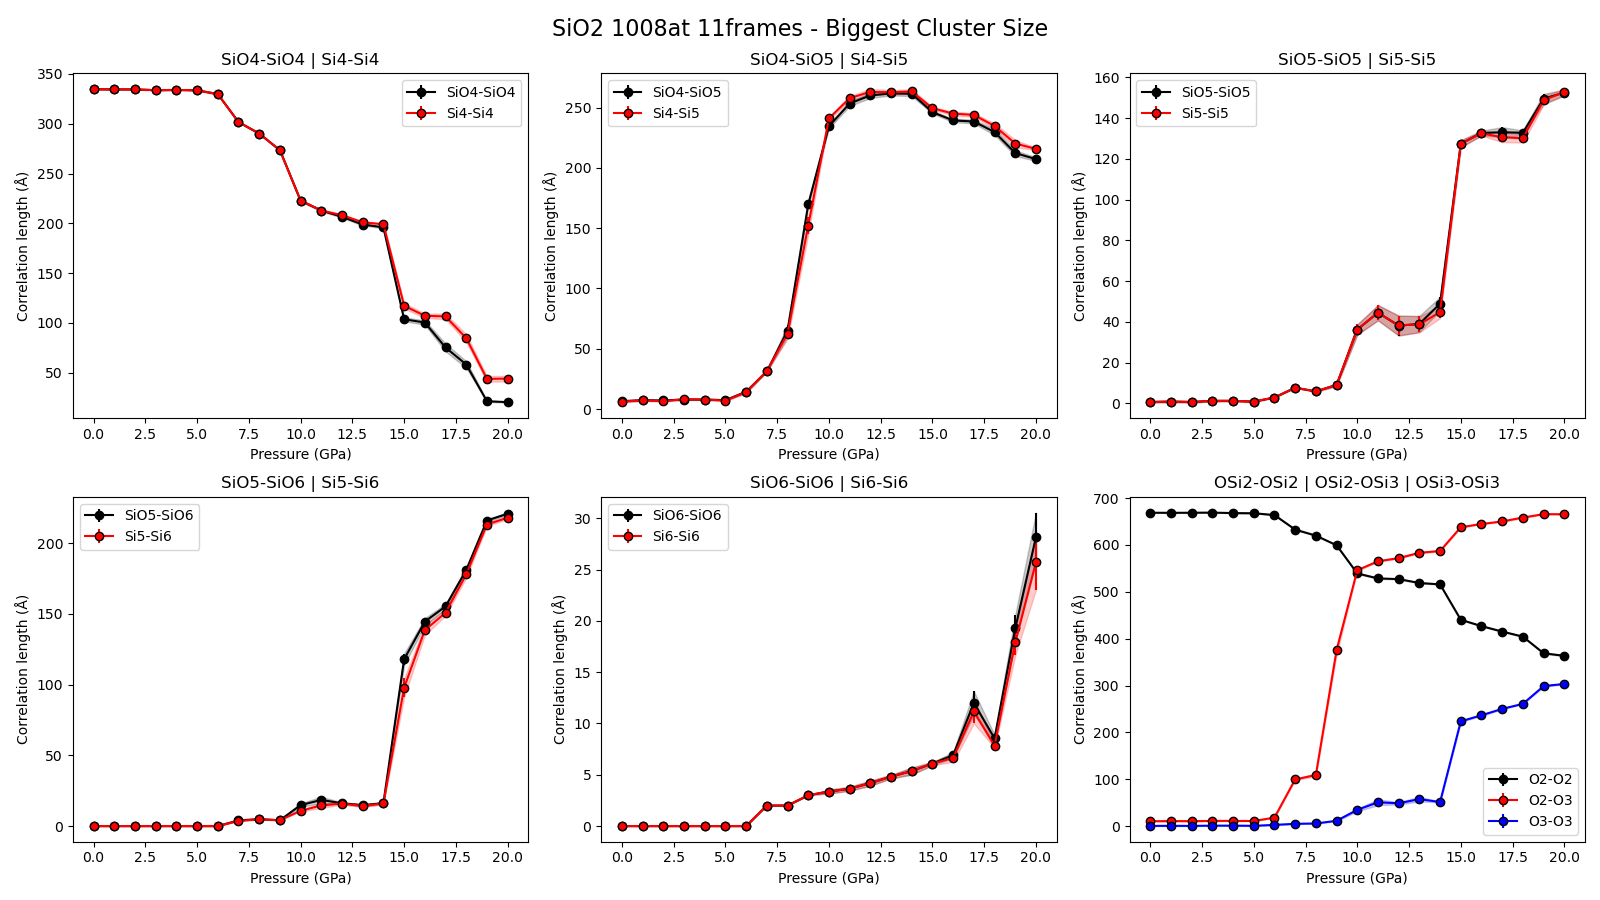 SiO2 1008at 11frames - Biggest Cluster Size
SiO4-SiO4 | Si4-Si4
350
300
250
200
150
100
50
Correlation length (Å)
SiO4-SiO4
Si4-Si4
0.0 2.5 5.0 7.5 10.0 12.5 15.0 17.5 20.0
Pressure (GPa)
SiO4-SiO5 | Si4-Si5
250
200
150
100
50
0
Correlation length (Å)
SiO4-SiO5
Si4-Si5
0.0 2.5 5.0 7.5 10.0 12.5 15.0 17.5 20.0
Pressure (GPa)
SiO5-SiO5 | Si5-Si5
160
140
120
100
80
60
40
20
0
Correlation length (Å)
SiO5-SiO5
Si5-Si5
0.0 2.5 5.0 7.5 10.0 12.5 15.0 17.5 20.0
Pressure (GPa)
SiO5-SiO6 | Si5-Si6
200
150
100
50
0
Correlation length (Å)
SiO5-SiO6
Si5-Si6
0.0 2.5 5.0 7.5 10.0 12.5 15.0 17.5 20.0
Pressure (GPa)
SiO6-SiO6 | Si6-Si6
30
25
20
15
10
5
0
Correlation length (Å)
SiO6-SiO6
Si6-Si6
0.0 2.5 5.0 7.5 10.0 12.5 15.0 17.5 20.0
Pressure (GPa)
OSi2-OSi2 | OSi2-OSi3 | OSi3-OSi3
700
600
500
400
300
200
100
0
Correlation length (Å)
O2-O2
O2-O3
O3-O3
0.0 2.5 5.0 7.5 10.0 12.5 15.0 17.5 20.0
Pressure (GPa)